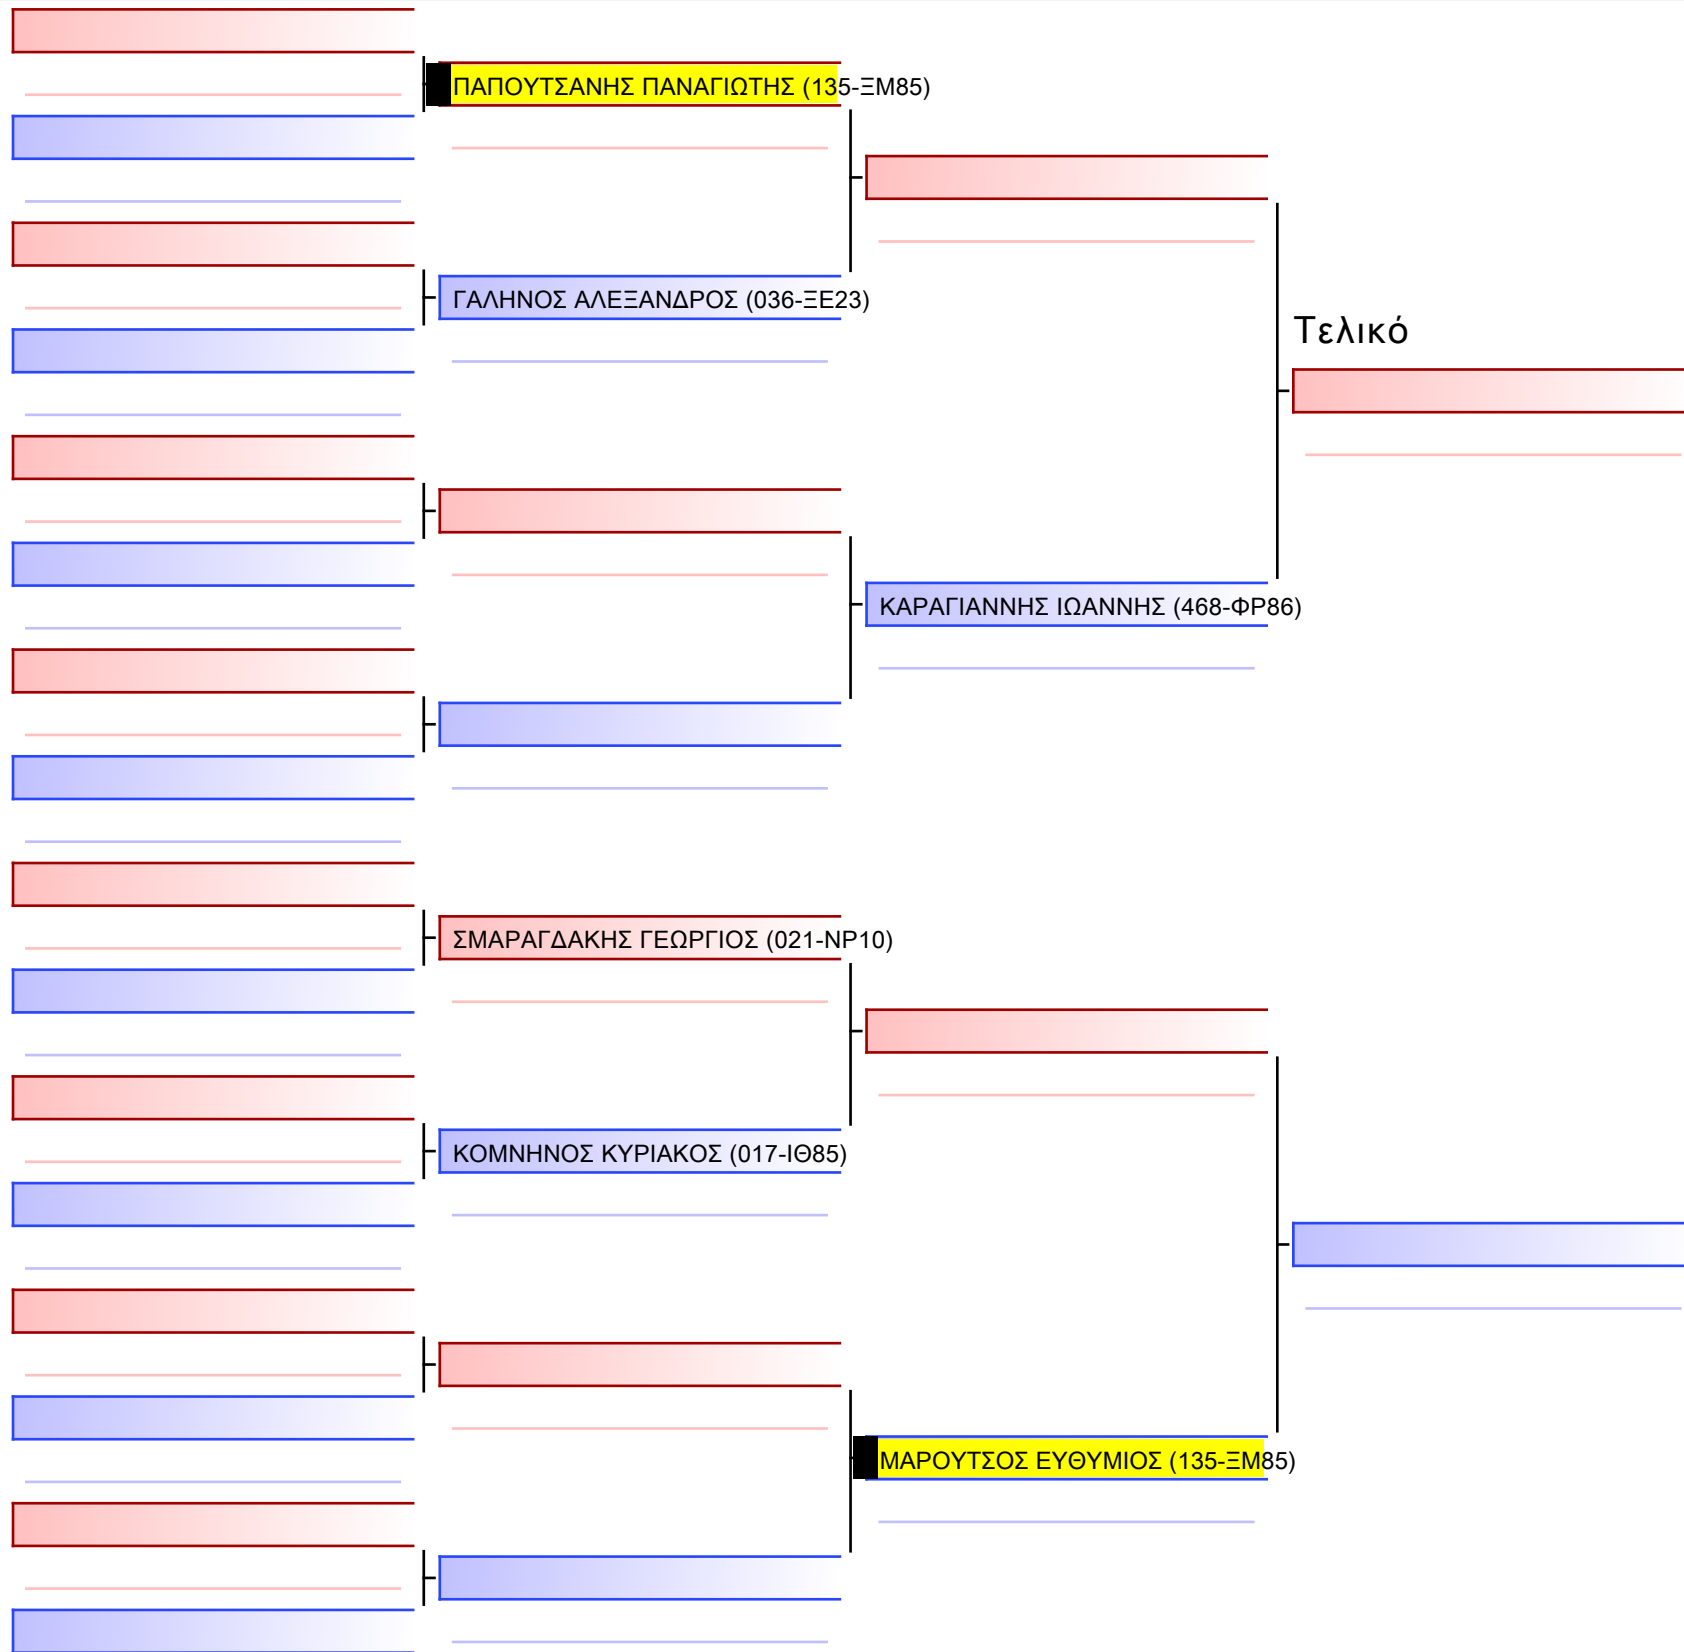 ΠΑΠΟΥΤΣΑΝΗΣ ΠΑΝΑΓΙΩΤΗΣ (135-ΞΜ85)
ΓΑΛΗΝΟΣ ΑΛΕΞΑΝΔΡΟΣ (036-ΞΕ23)
Τελικό
ΚΑΡΑΓΙΑΝΝΗΣ ΙΩΑΝΝΗΣ (468-ΦΡ86)
ΣΜΑΡΑΓΔΑΚΗΣ ΓΕΩΡΓΙΟΣ (021-ΝΡ10)
ΚΟΜΝΗΝΟΣ ΚΥΡΙΑΚΟΣ (017-ΙΘ85)
ΜΑΡΟΥΤΣΟΣ ΕΥΘΥΜΙΟΣ (135-ΞΜ85)